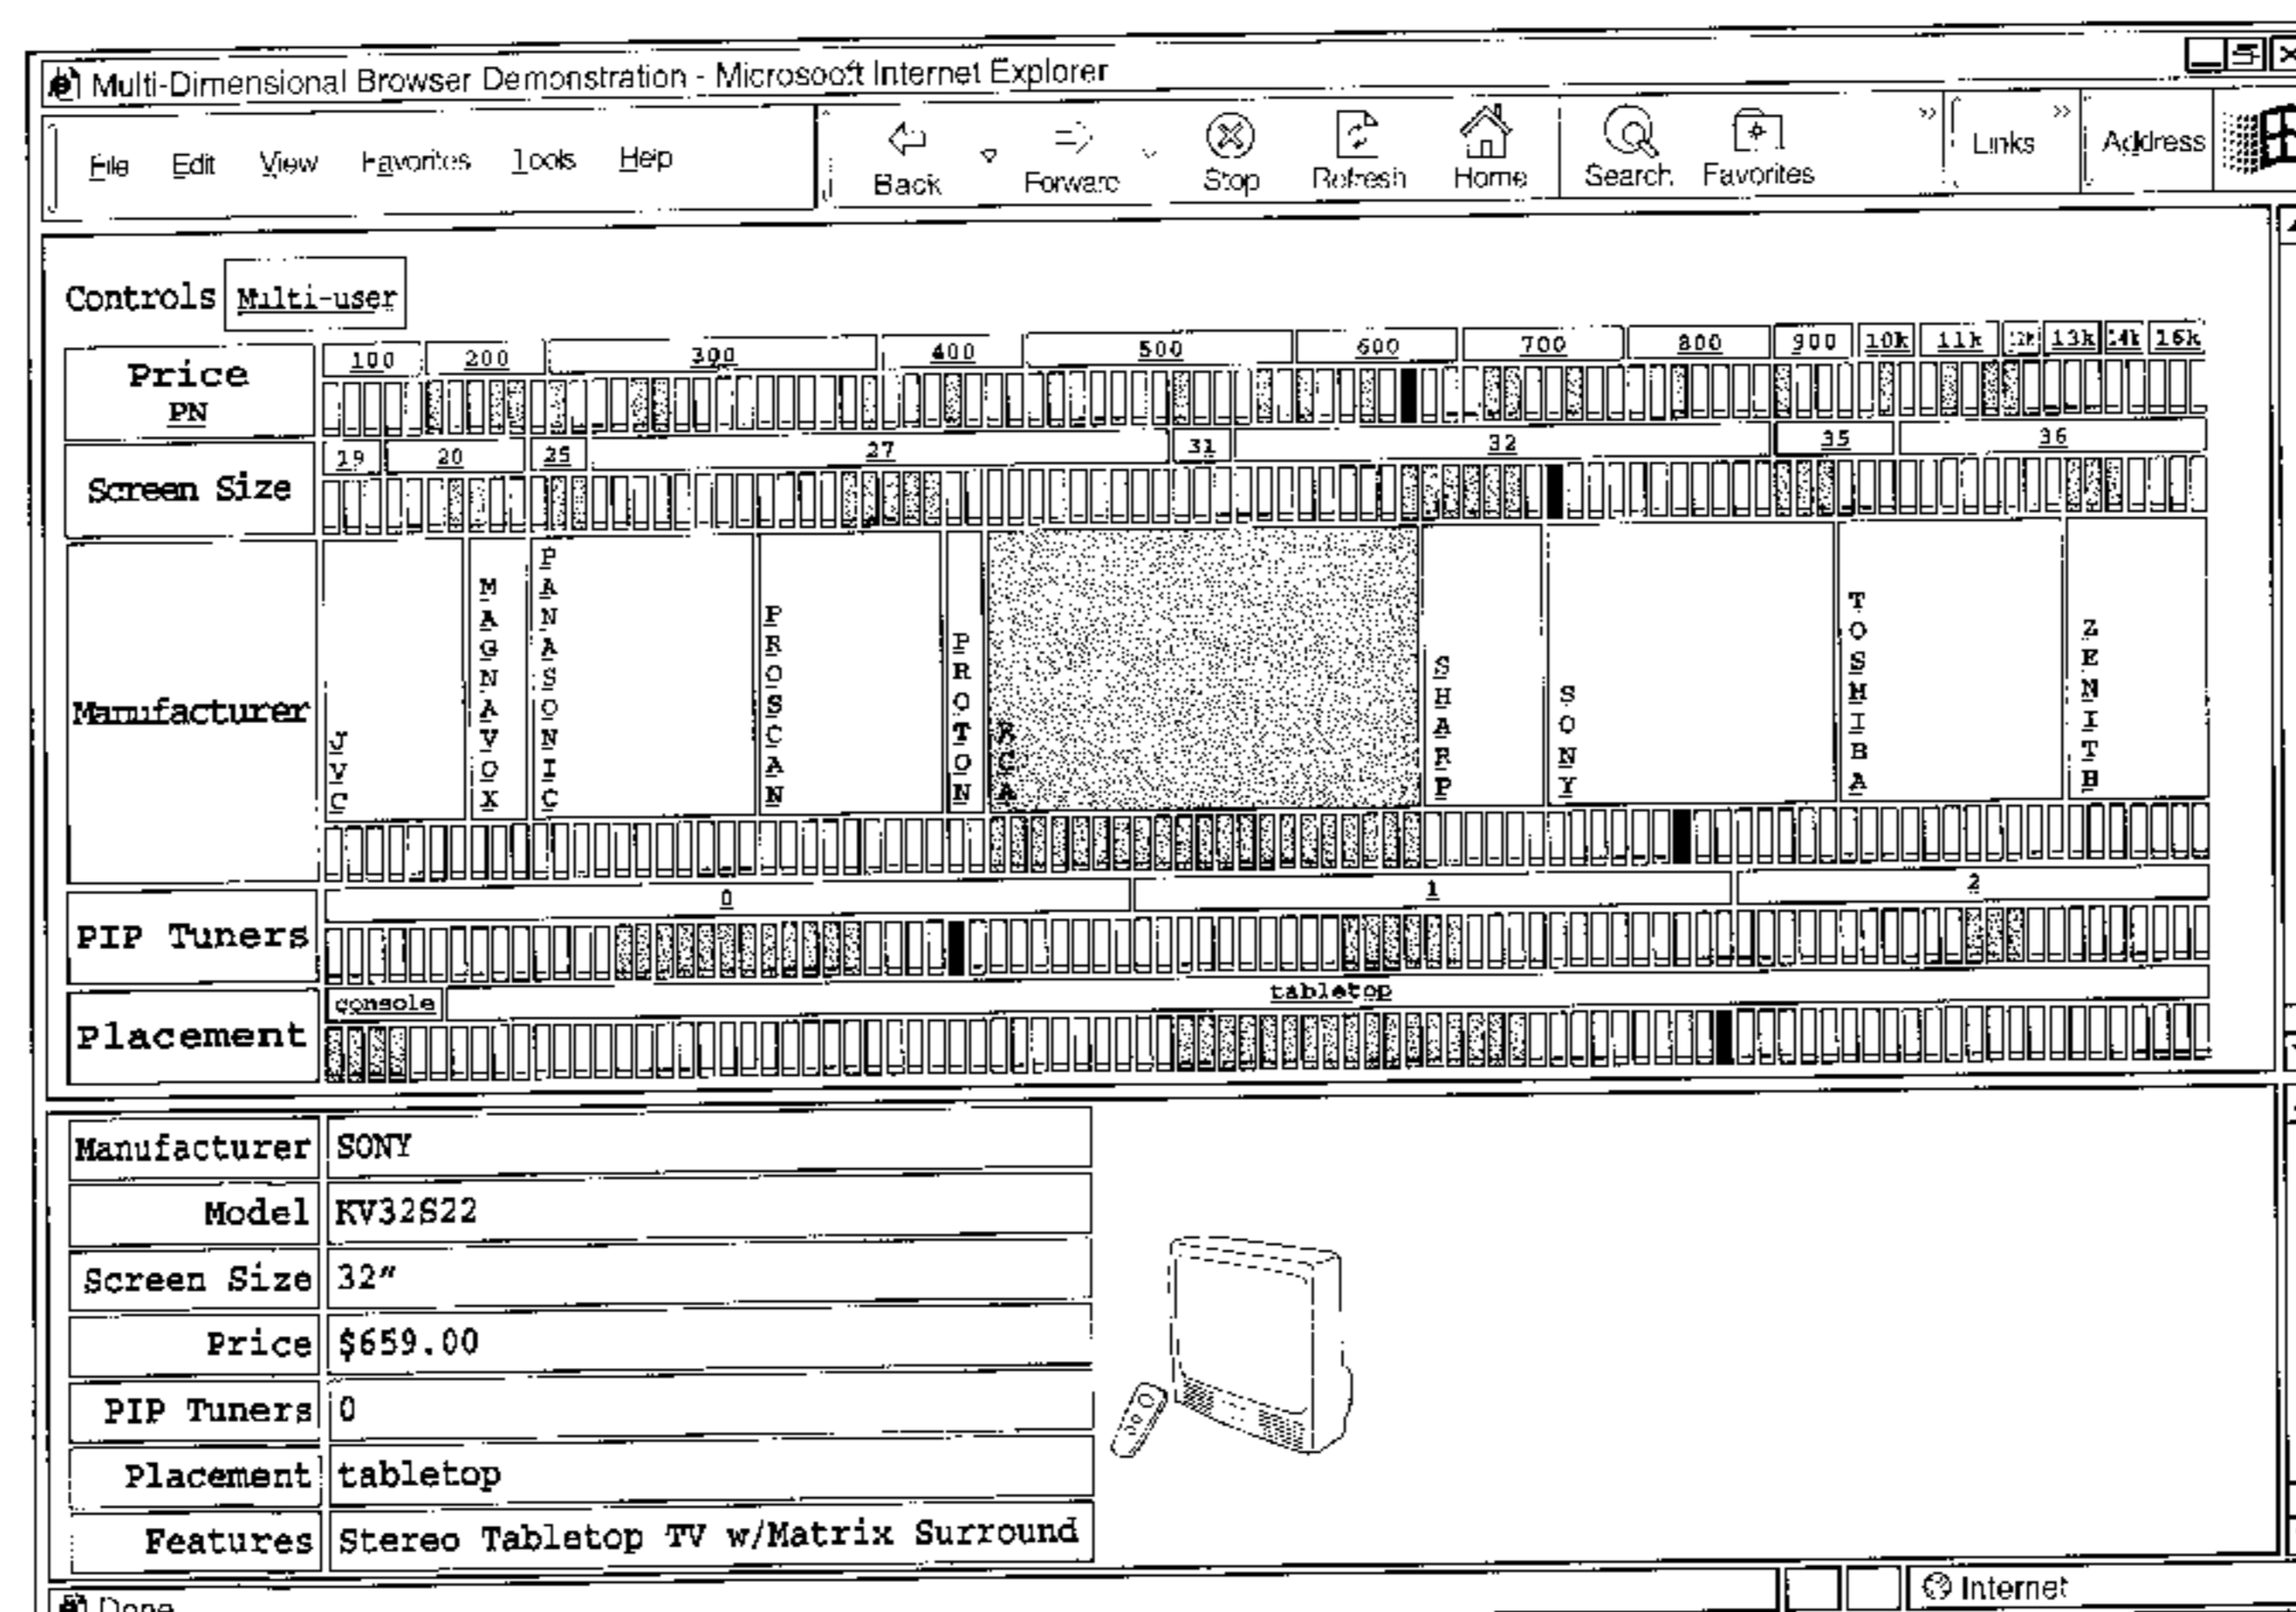 Multi-Dimensional Browser Demonstration - Microsooft Internet Explorer
File Edit View Favorites Tools Help Back Forward Stop Refresh Home Search Favorites » Links » Address
Controls Multi-user
Price
PN
100 200 300 400 500 600 700 800 900 10k 11k 12k 13k 14k 16k
Screen Size
19 20 25 27 31 32 35 36
Manufacturer
JVC
MAGNAVOX
PANASONIC
PROSCAN
PROTON
RCA
SHARP
SONY
TOSHIBA
ZENITH
PIP Tuners
0 1 2
Placement
console tabletop
Manufacturer SONY
Model KV32S22
Screen Size 32"
Price $659.00
PIP Tuners 0
Placement tabletop
Features Stereo Tabletop TV w/Matrix Surround
Done Internet